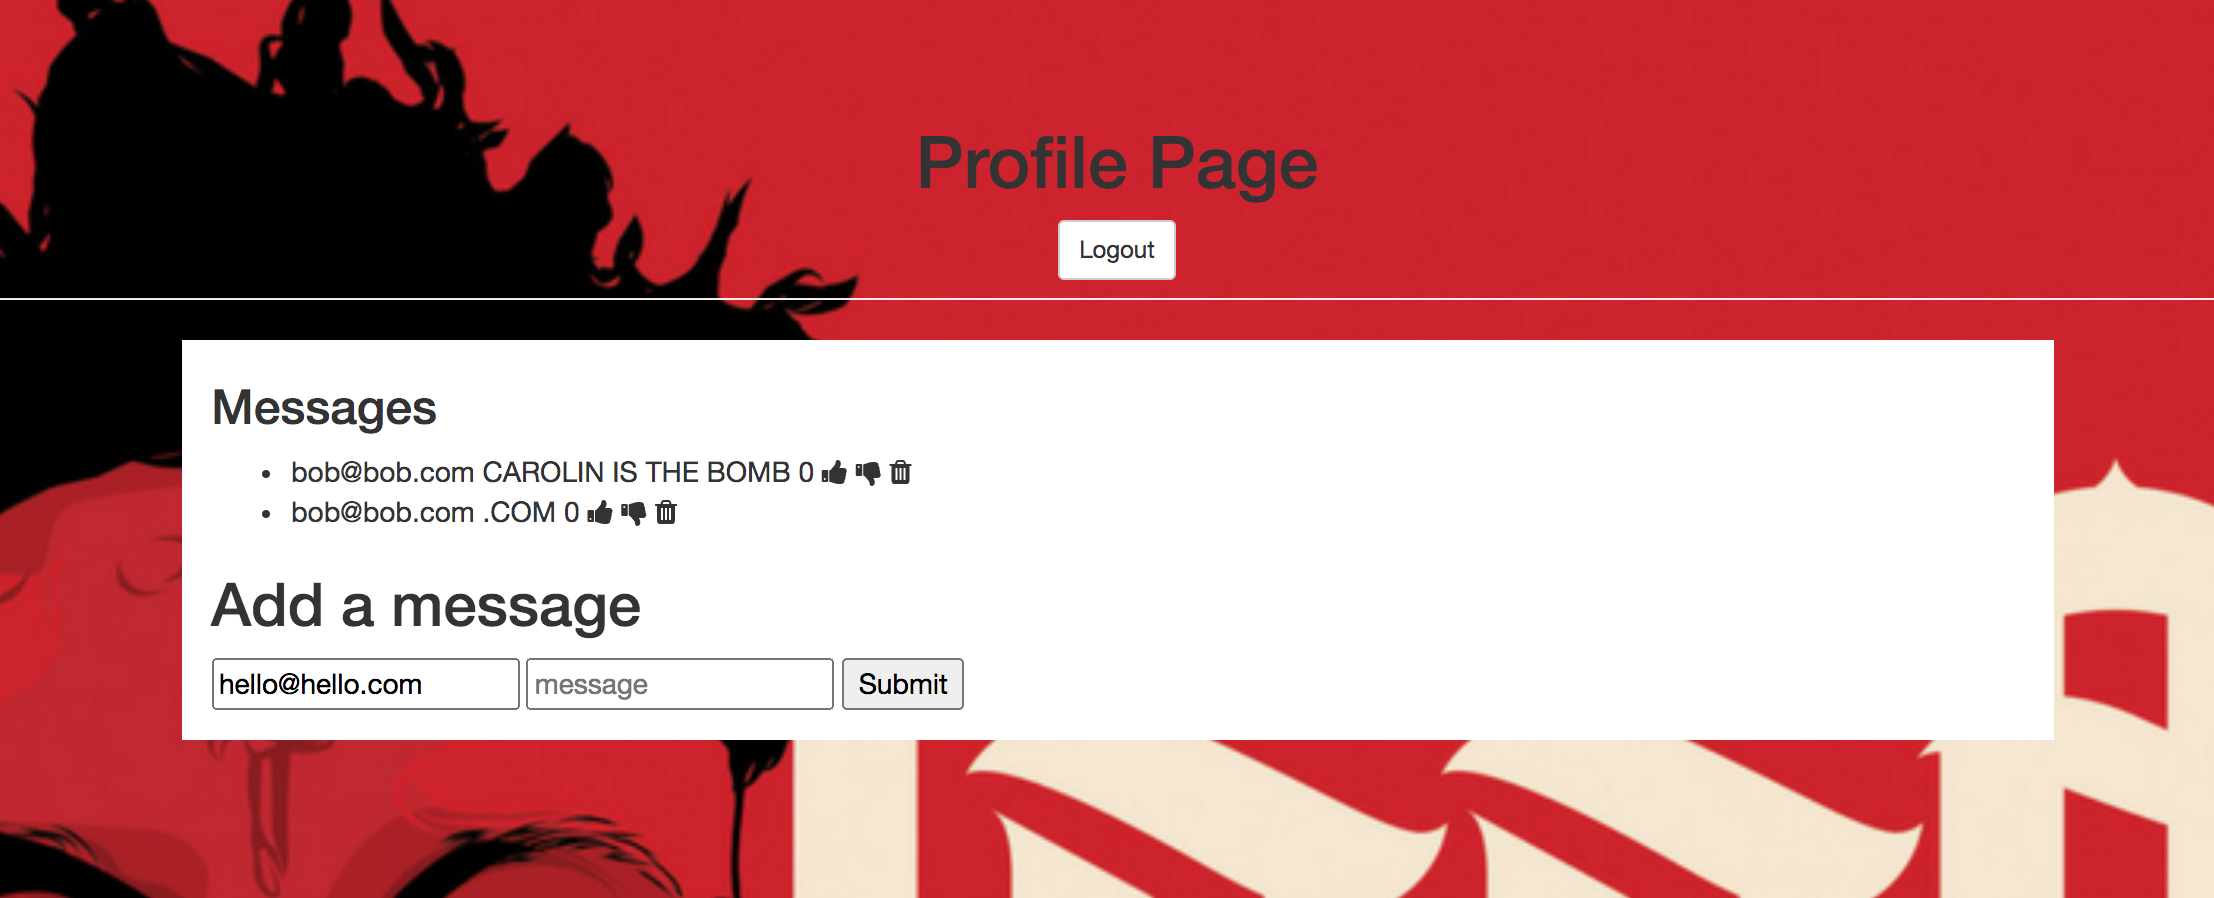 Profile Page
Logout
Messages
bob@bob.com CAROLIN IS THE BOMB 0
bob@bob.com .COM 0
Add a message
hello@hello.com message Submit